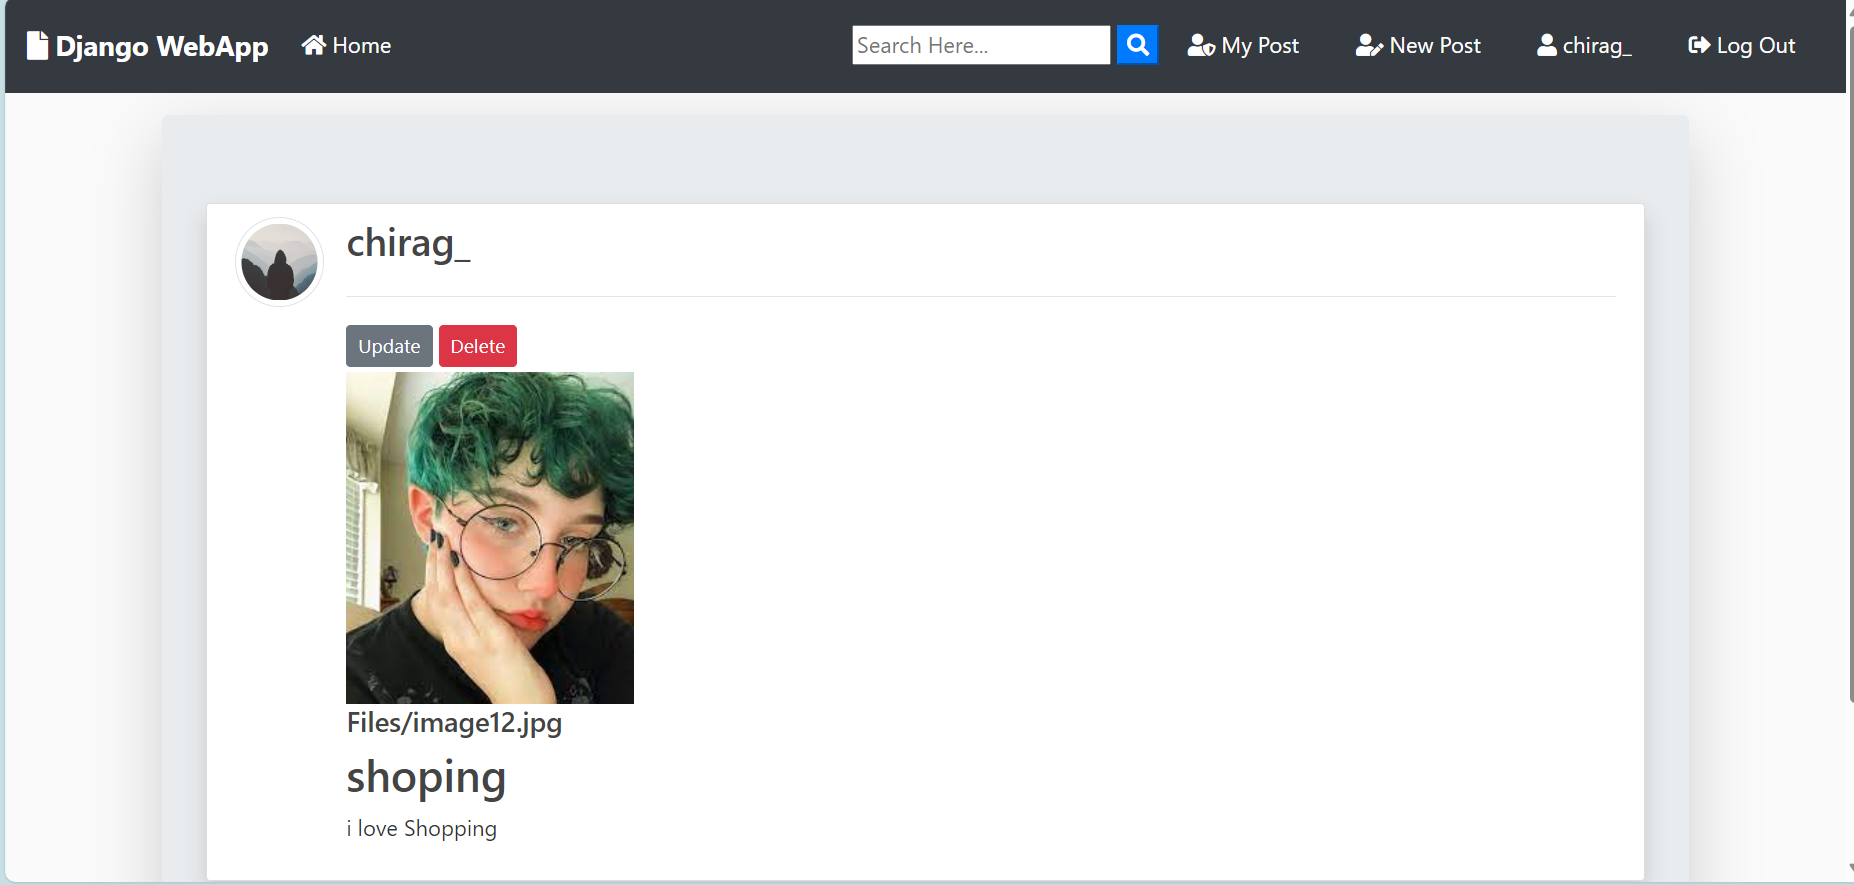 Django WebApp Home Search Here... My Post New Post chirag_ Log Out
chirag_
Update Delete
Files/image12.jpg
shoping
i love Shopping